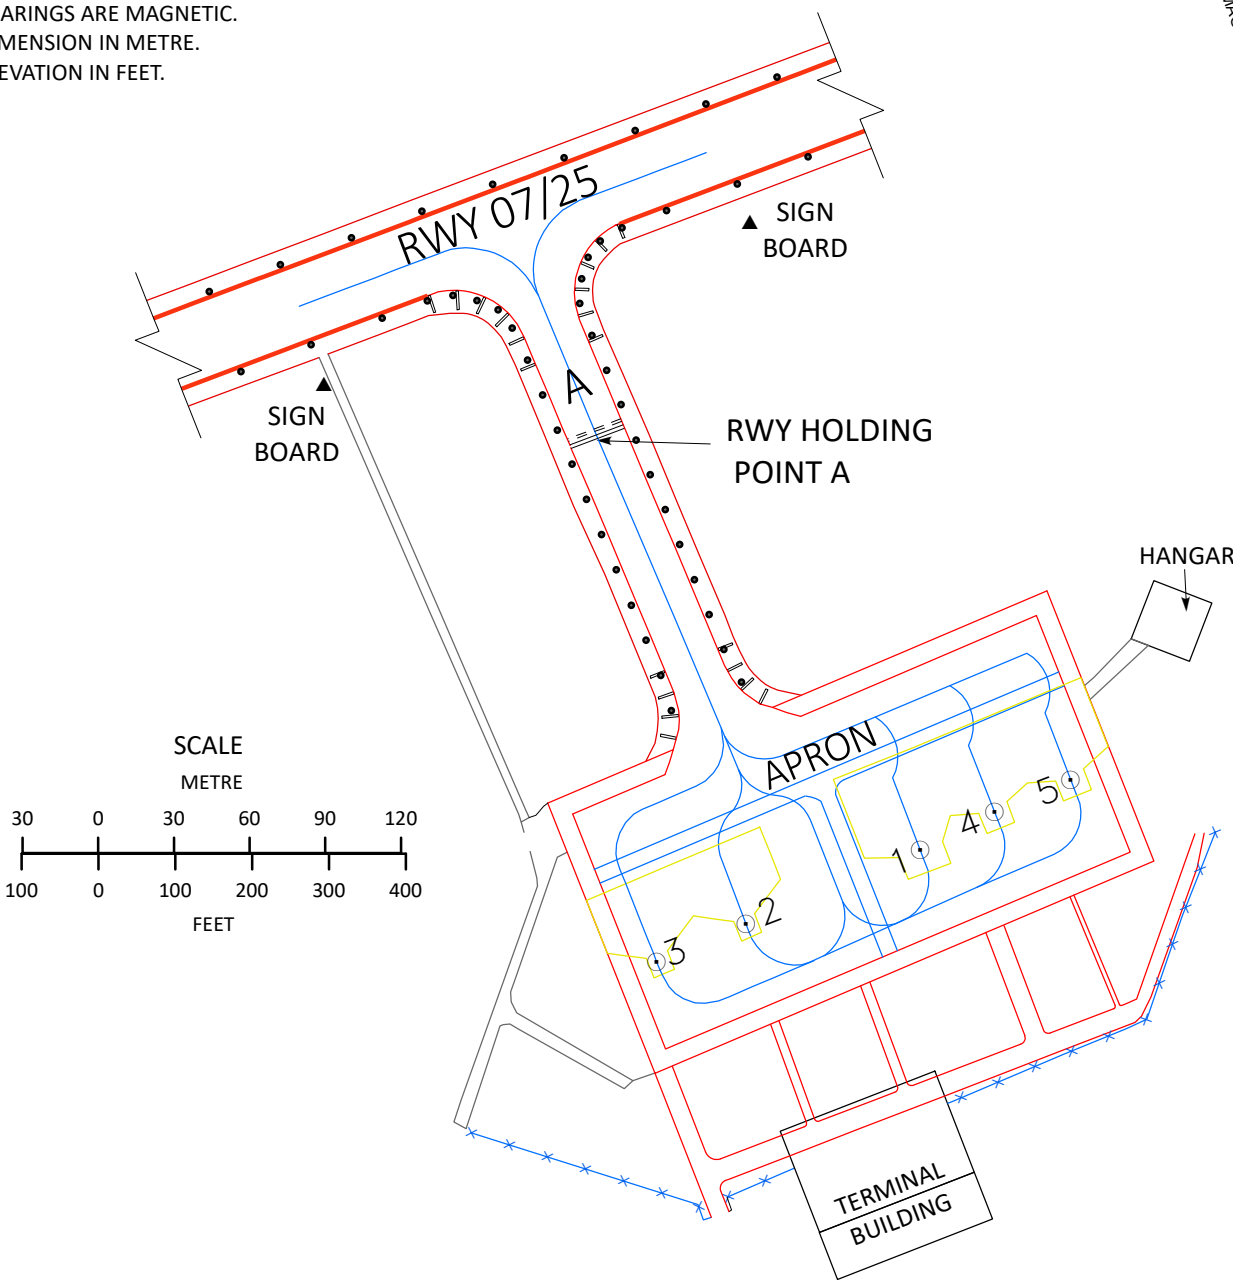 ARINGS ARE MAGNETIC.
MENSION IN METRE.
EVATION IN FEET.
RWY 07/25
SIGN
BOARD
A
SIGN
BOARD
RWY HOLDING
POINT A
HANGAR
SCALE
METRE
30 0 30 60 90 120
100 0 100 200 300 400
FEET
APRON
5
4
1
2
3
TERMINAL
BUILDING